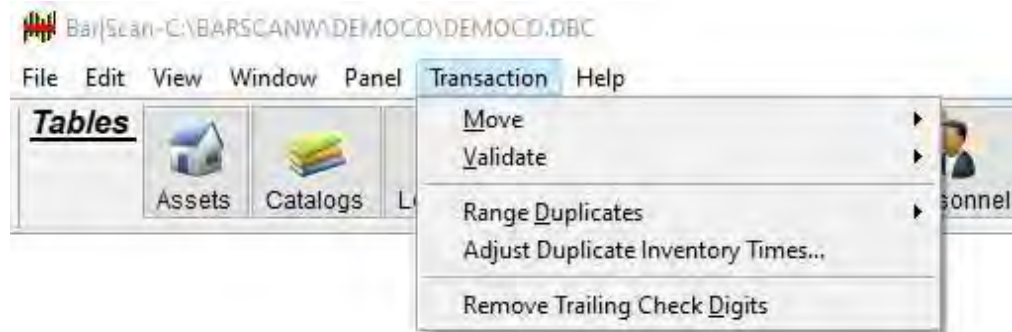 Bar|Scan-C:\BARSCANW\DEMOCO\DEMOCO.DBC
File Edit View Window Panel Transaction Help
Tables
Move
Validate
Assets Catalogs
Range Duplicates
Adjust Duplicate Inventory Times...
Remove Trailing Check Digits